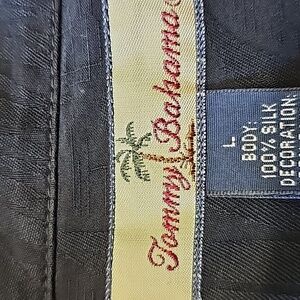 Tommy Bahama
L
BODY:
100% SILK
DECORATION: